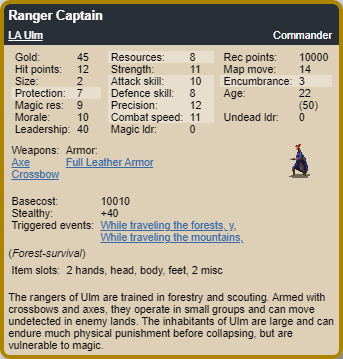 Ranger Captain
LA Ulm Commander
Gold: 45 Resources: 8 Rec points: 10000
Hit points: 12 Strength: 11 Map move: 14
Size: 2 Attack skill: 10 Encumbrance: 3
Protection: 7 Defence skill: 8 Age: 22
Magic res: 9 Precision: 12 (50)
Morale: 10 Combat speed: 11 Undead ldr: 0
Leadership: 40 Magic ldr: 0
Weapons: Armor:
Axe Full Leather Armor
Crossbow
Basecost: 10010
Stealthy: +40
Triggered events: While traveling the forests, y,
While traveling the mountains,
(Forest-survival)
Item slots: 2 hands, head, body, feet, 2 misc
The rangers of Ulm are trained in forestry and scouting. Armed with
crossbows and axes, they operate in small groups and can move
undetected in enemy lands. The inhabitants of Ulm are large and can
endure much physical punishment before collapsing, but are
vulnerable to magic.